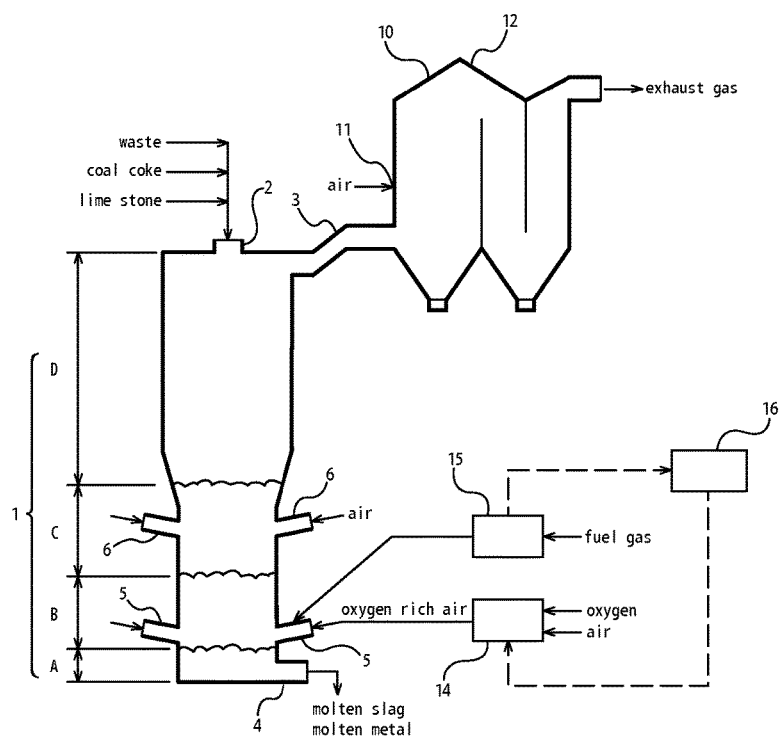 10
12
exhaust gas
waste
coal coke
lime stone
11
air
2
3
D
1
C
B
A
6
air
6
15
16
fuel gas
5
oxygen rich air
oxygen
air
5
14
4
molten slag
molten metal